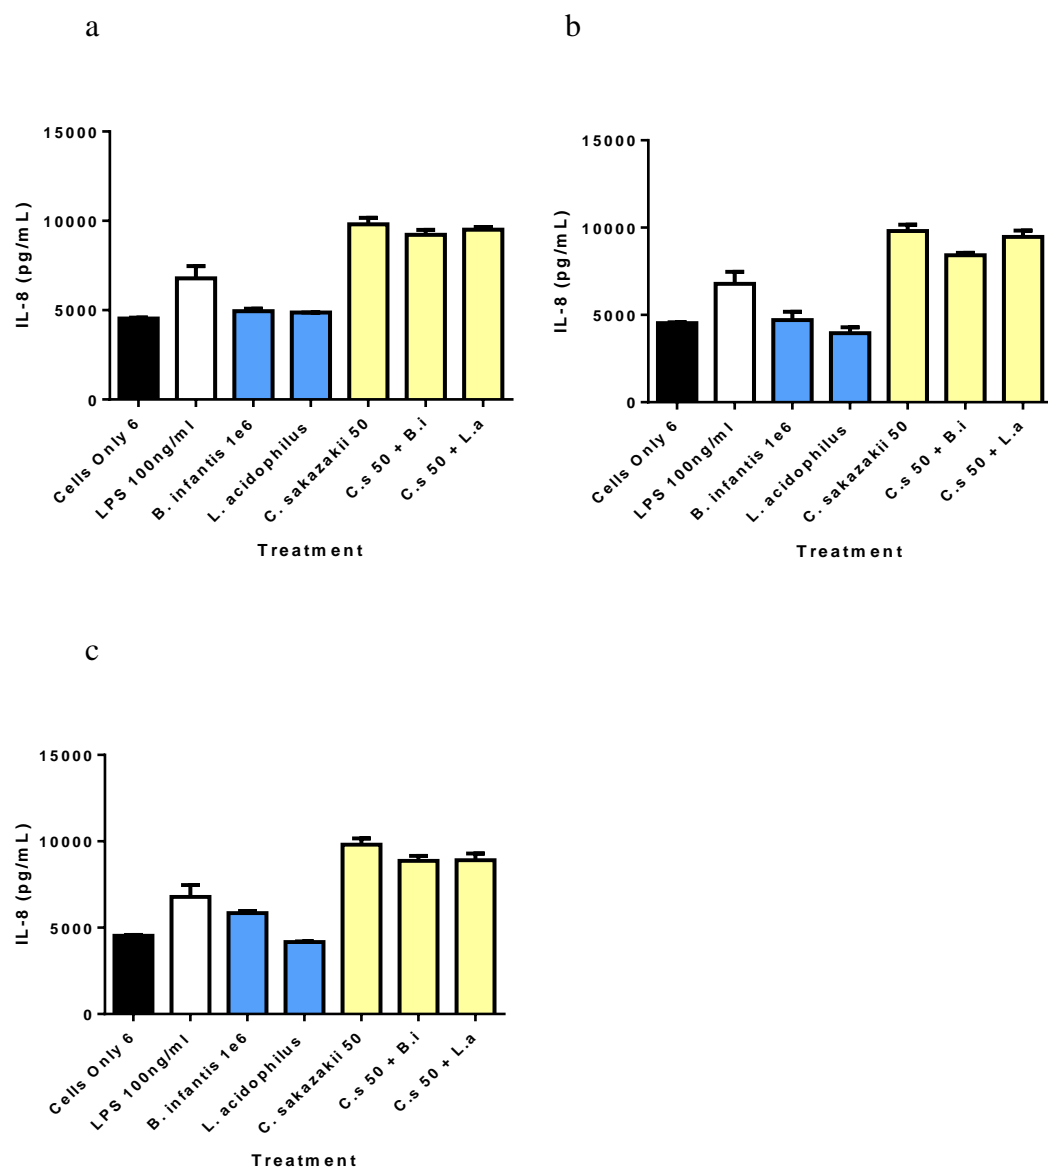 a
15000
10000
5000
0
IL-8 (pg/mL)
Cells Only 6
LPS 100ng/ml
B. infantis 1e6
L. acidophilus
C. sakazakii 50
C.s 50 + B.i
C.s 50 + L.a
Treatment
b
15000
10000
5000
0
IL-8 (pg/mL)
Cells Only 6
LPS 100ng/ml
B. infantis 1e6
L. acidophilus
C. sakazakii 50
C.s 50 + B.i
C.s 50 + L.a
Treatment
c
15000
10000
5000
0
IL-8 (pg/mL)
Cells Only 6
LPS 100ng/ml
B. infantis 1e6
L. acidophilus
C. sakazakii 50
C.s 50 + B.i
C.s 50 + L.a
Treatment